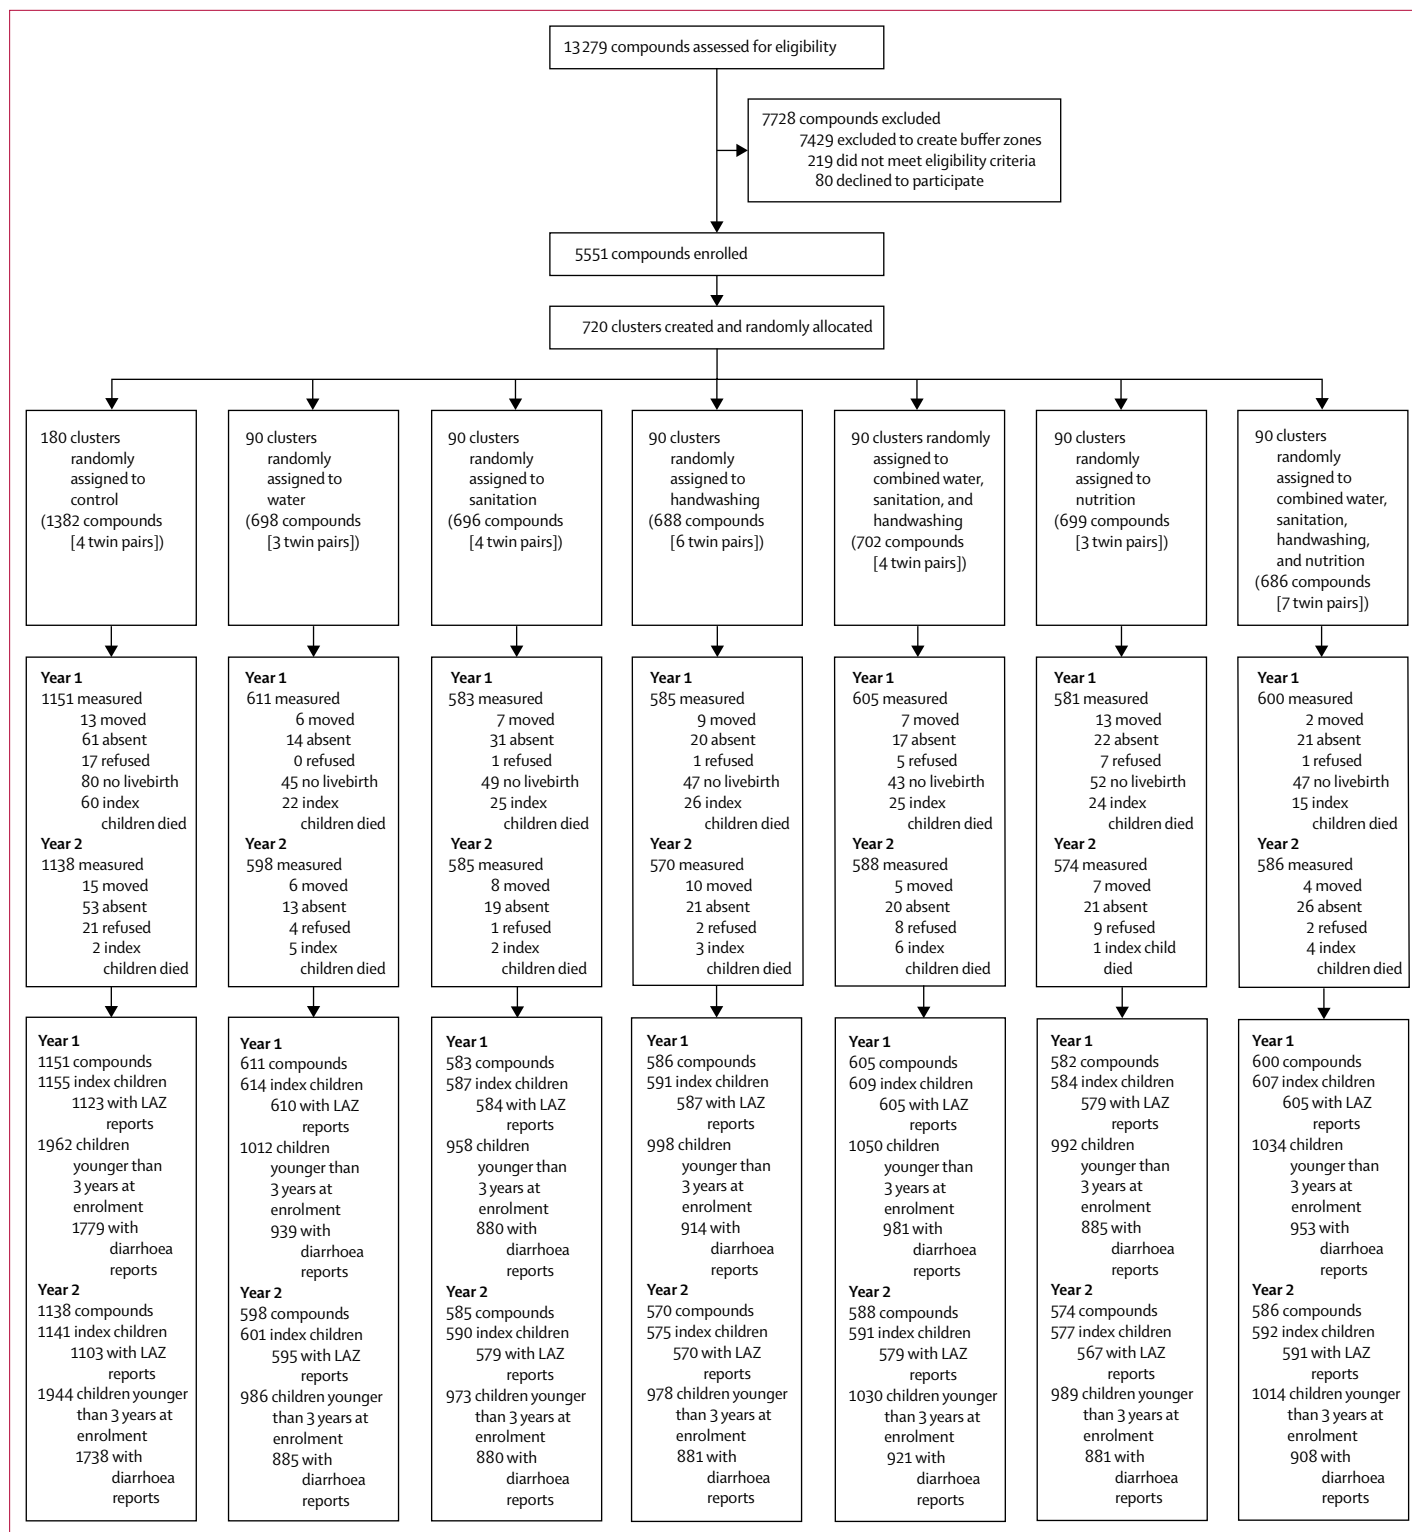 13 279 compounds assessed for eligibility
7728 compounds excluded
7429 excluded to create buffer zones
219 did not meet eligibility criteria
80 declined to participate
5551 compounds enrolled
720 clusters created and randomly allocated
180 clusters
randomly
assigned to
control
(1382 compounds
[4 twin pairs])
90 clusters
randomly
assigned to
water
(698 compounds
[3 twin pairs])
90 clusters
randomly
assigned to
sanitation
(696 compounds
[4 twin pairs])
90 clusters
randomly
assigned to
handwashing
(688 compounds
[6 twin pairs])
90 clusters randomly
assigned to
combined water,
sanitation, and
handwashing
(702 compounds
[4 twin pairs])
90 clusters
randomly
assigned to
nutrition
(699 compounds
[3 twin pairs])
90 clusters
randomly
assigned to
combined water,
sanitation,
handwashing,
and nutrition
(686 compounds
[7 twin pairs])
Year 1
1151 measured
13 moved
61 absent
17 refused
80 no livebirth
60 index
children died
Year 2
1138 measured
15 moved
53 absent
21 refused
2 index
children died
Year 1
611 measured
6 moved
14 absent
0 refused
45 no livebirth
22 index
children died
Year 2
598 measured
6 moved
13 absent
4 refused
5 index
children died
Year 1
583 measured
7 moved
31 absent
1 refused
49 no livebirth
25 index
children died
Year 2
585 measured
8 moved
19 absent
1 refused
2 index
children died
Year 1
585 measured
9 moved
20 absent
1 refused
47 no livebirth
26 index
children died
Year 2
570 measured
10 moved
21 absent
2 refused
3 index
children died
Year 1
605 measured
7 moved
17 absent
5 refused
43 no livebirth
25 index
children died
Year 2
588 measured
5 moved
20 absent
8 refused
6 index
children died
Year 1
581 measured
13 moved
22 absent
7 refused
52 no livebirth
24 index
children died
Year 2
574 measured
7 moved
21 absent
9 refused
1 index child
died
Year 1
600 measured
2 moved
21 absent
1 refused
47 no livebirth
15 index
children died
Year 2
586 measured
4 moved
26 absent
2 refused
4 index
children died
Year 1
1151 compounds
1155 index children
1123 with LAZ
reports
1962 children
younger than
3 years at
enrolment
1779 with
diarrhoea
reports
Year 2
1138 compounds
1141 index children
1103 with LAZ
reports
1944 children younger
than 3 years at
enrolment
1738 with
diarrhoea
reports
Year 1
611 compounds
614 index children
610 with LAZ
reports
1012 children
younger than
3 years at
enrolment
939 with
diarrhoea
reports
Year 2
598 compounds
601 index children
595 with LAZ
reports
986 children younger
than 3 years at
enrolment
885 with
diarrhoea
reports
Year 1
583 compounds
587 index children
584 with LAZ
reports
958 children
younger than
3 years at
enrolment
880 with
diarrhoea
reports
Year 2
585 compounds
590 index children
579 with LAZ
reports
973 children younger
than 3 years at
enrolment
880 with
diarrhoea
reports
Year 1
586 compounds
591 index children
587 with LAZ
reports
998 children
younger than
3 years at
enrolment
914 with
diarrhoea
reports
Year 2
570 compounds
575 index children
570 with LAZ
reports
978 children younger
than 3 years at
enrolment
881 with
diarrhoea
reports
Year 1
605 compounds
609 index children
605 with LAZ
reports
1050 children
younger than
3 years at
enrolment
981 with
diarrhoea
reports
Year 2
588 compounds
591 index children
579 with LAZ
reports
1030 children younger
than 3 years at
enrolment
921 with
diarrhoea
reports
Year 1
582 compounds
584 index children
579 with LAZ
reports
992 children
younger than
3 years at
enrolment
885 with
diarrhoea
reports
Year 2
574 compounds
577 index children
567 with LAZ
reports
989 children younger
than 3 years at
enrolment
881 with
diarrhoea
reports
Year 1
600 compounds
607 index children
605 with LAZ
reports
1034 children
younger than
3 years at
enrolment
953 with
diarrhoea
reports
Year 2
586 compounds
592 index children
591 with LAZ
reports
1014 children younger
than 3 years at
enrolment
908 with
diarrhoea
reports